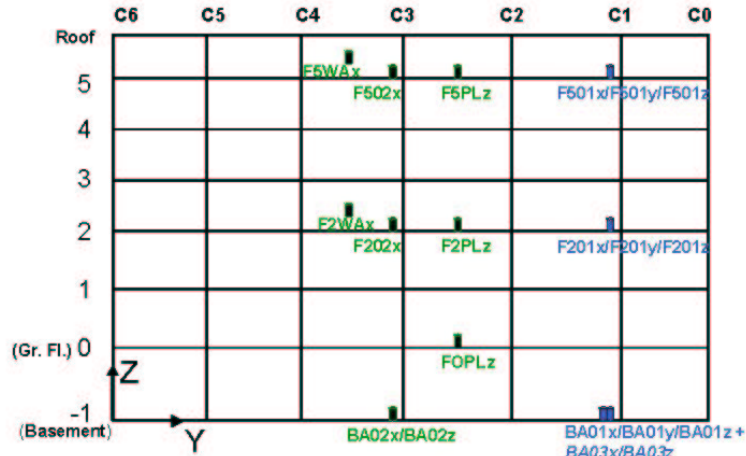 C6 C5 C4 C3 C2 C1 C0
Roof
F5WAx
5
F502x F5PLz F501x/F501y/F501z
4
3
F2WAx
2
F202x F2PLz F201x/F201y/F201z
1
(Gr. Fl.) 0
FOPLz
Z
-1
(Basement)
Y
BA02x/BA02z BA01x/BA01y/BA01z +
BA03x/BA03z